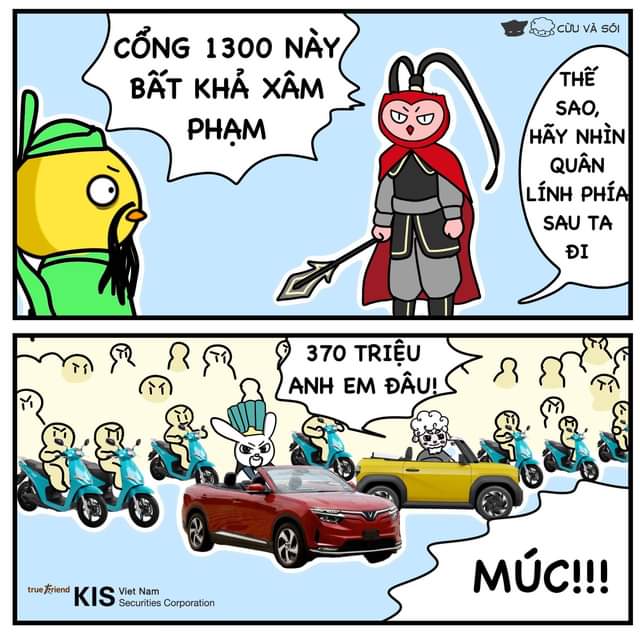 CỪU VÀ SÓI
CỔNG 1300 NÀY
BẤT KHẢ XÂM
PHẠM
THẾ
SAO,
HÃY NHÌN
QUÂN
LÍNH PHÍA
SAU TA
ĐI
370 TRIỆU
ANH EM ĐÂU!
MÚC!!!
true friend KIS Viet Nam
Securities Corporation